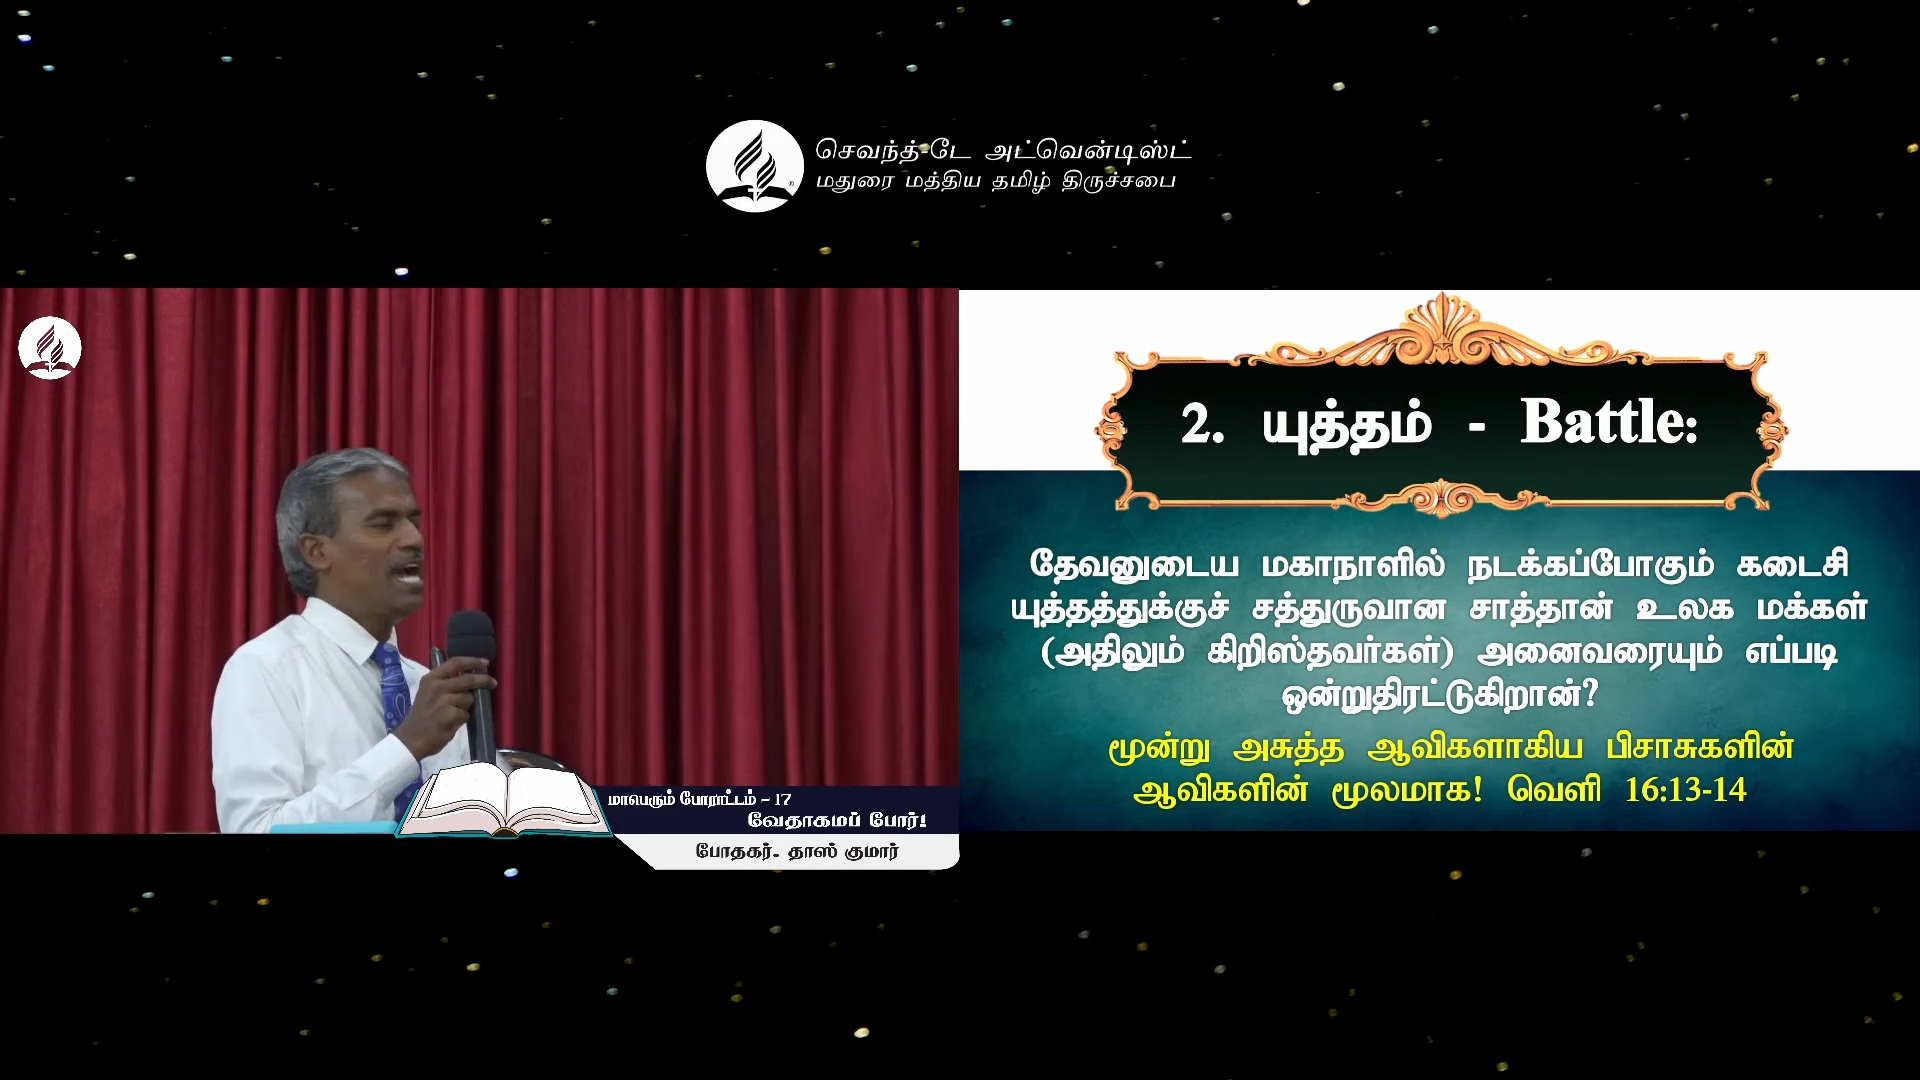 செவந்த்-டே அட்வென்டிஸ்ட்
மதுரை மத்திய தமிழ் திருச்சபை
2. யுத்தம் - Battle:
தேவனுடைய மகாநாளில் நடக்கப்போகும் கடைசி
யுத்தத்துக்குச் சத்துருவான சாத்தான் உலக மக்கள்
(அதிலும் கிறிஸ்தவர்கள்) அனைவரையும் எப்படி
ஒன்றுதிரட்டுகிறான்?
மூன்று அசுத்த ஆவிகளாகிய பிசாசுகளின்
ஆவிகளின் மூலமாக! வெளி 16:13-14
மாபெரும் போராட்டம் - 17
வேதாகமப் போர்!
போதகர். தாஸ் குமார்